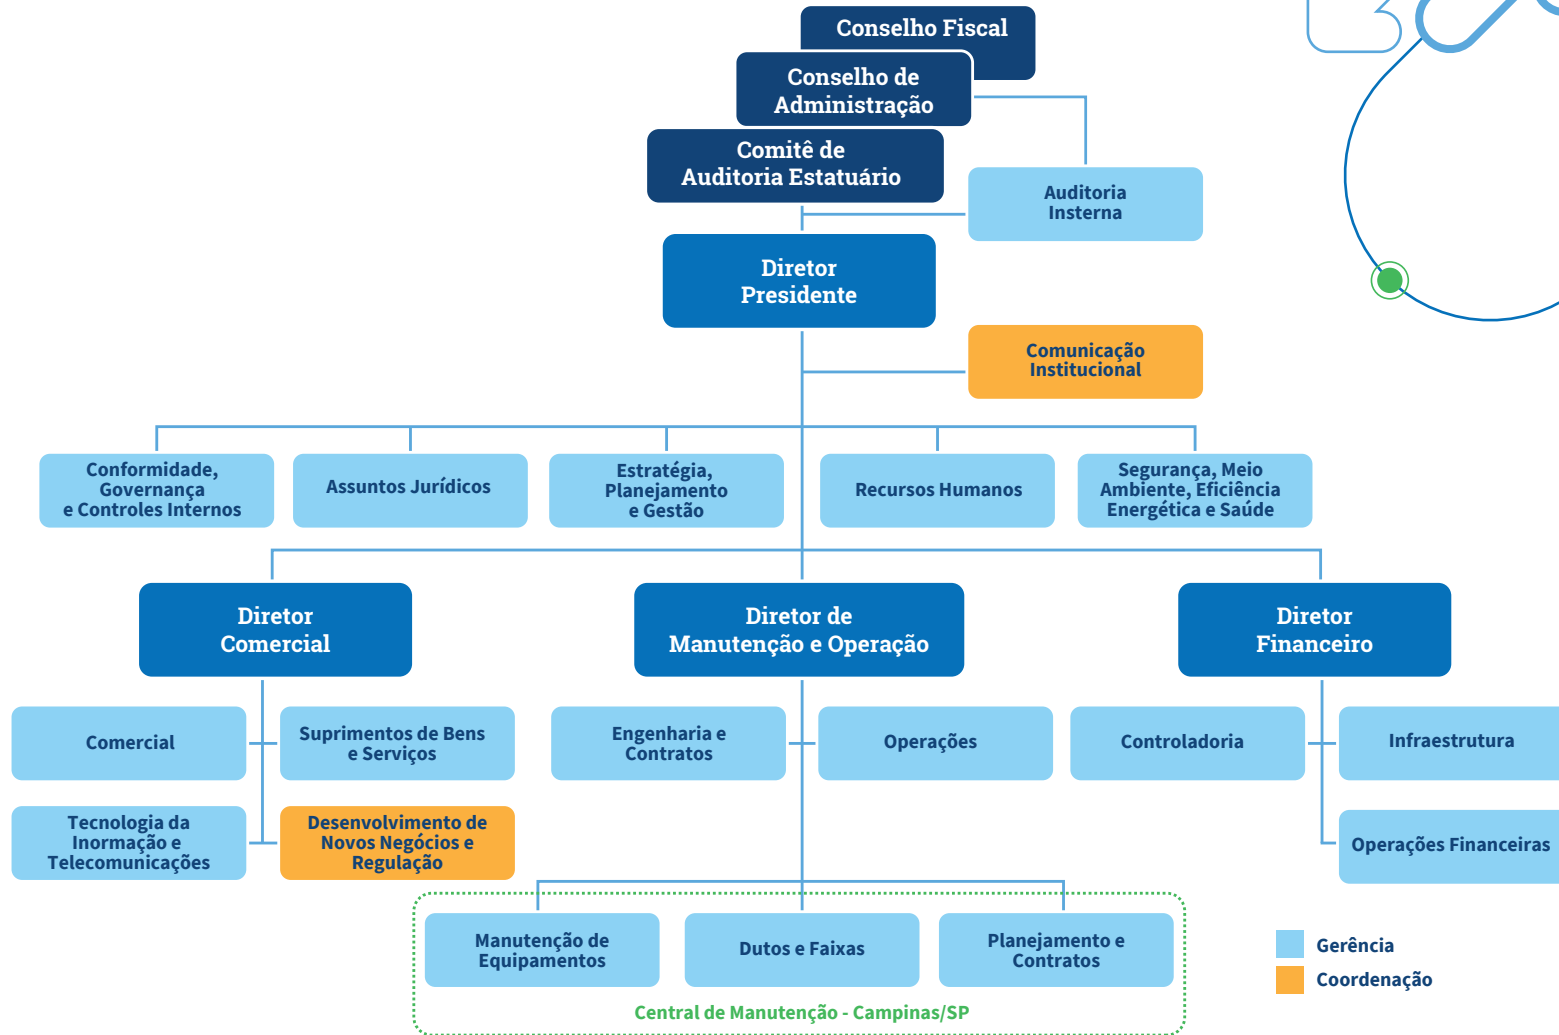 Conselho Fiscal
Conselho de
Administração
Comitê de
Auditoria Estatuário
Auditoria
Insterna
Diretor
Presidente
Comunicação
Institucional
Conformidade,
Governança
e Controles Internos
Assuntos Jurídicos
Estratégia,
Planejamento
e Gestão
Recursos Humanos
Segurança, Meio
Ambiente, Eficiência
Energética e Saúde
Diretor
Comercial
Diretor de
Manutenção e Operação
Diretor
Financeiro
Comercial
Suprimentos de Bens
e Serviços
Engenharia e
Contratos
Operações
Controladoria
Infraestrutura
Tecnologia da
Inormação e
Telecomunicações
Desenvolvimento de
Novos Negócios e
Regulação
Operações Financeiras
Manutenção de
Equipamentos
Dutos e Faixas
Planejamento e
Contratos
Central de Manutenção - Campinas/SP
Gerência
Coordenação